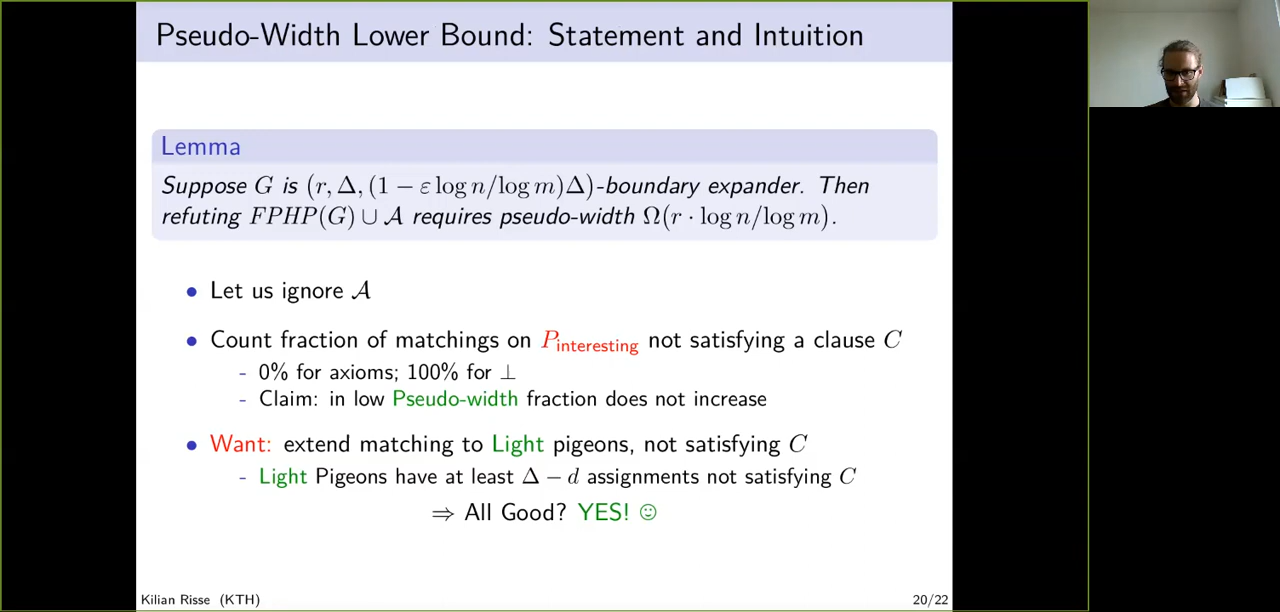 Pseudo-Width Lower Bound: Statement and Intuition
Lemma
Suppose G is (r, Δ, (1 − ε log n/log m)Δ)-boundary expander. Then
refuting FPHP(G) ∪ 𝒜 requires pseudo-width Ω(r · log n/log m).
• Let us ignore 𝒜
• Count fraction of matchings on P_interesting not satisfying a clause C
- 0% for axioms; 100% for ⊥
- Claim: in low Pseudo-width fraction does not increase
• Want: extend matching to Light pigeons, not satisfying C
- Light Pigeons have at least Δ − d assignments not satisfying C
⇒ All Good? YES! ☺
Kilian Risse (KTH)
20/22